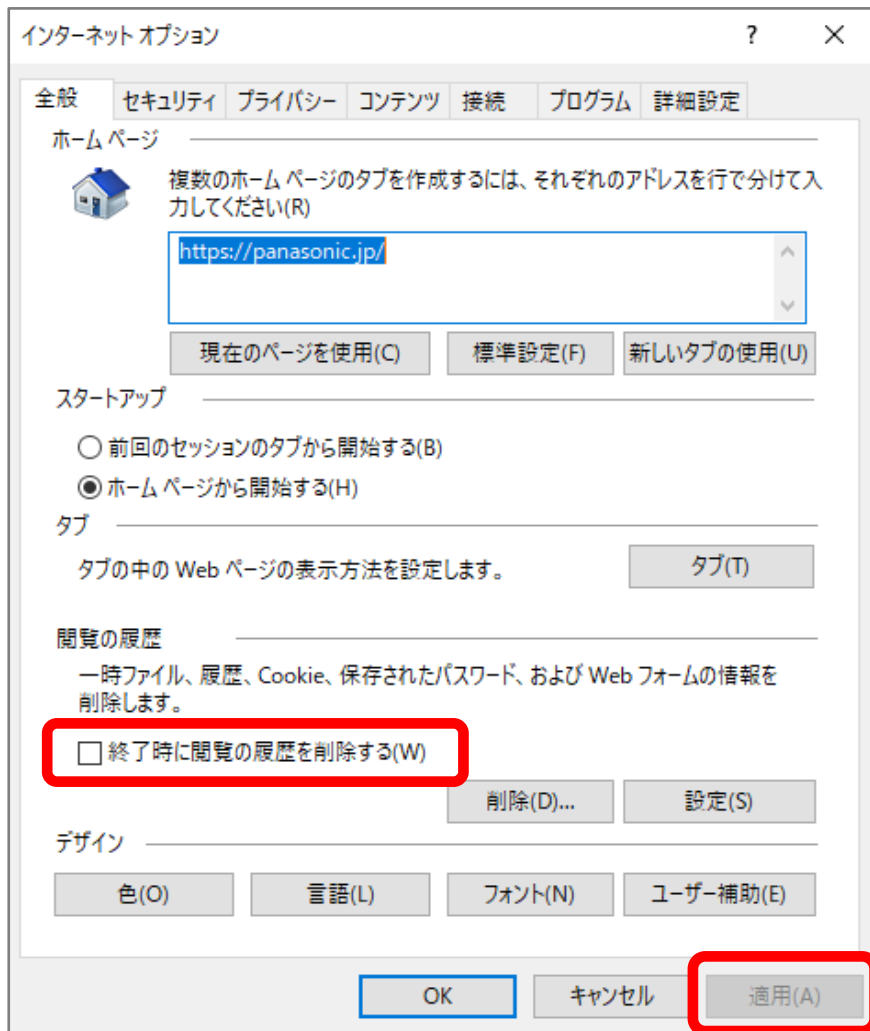 インターネット オプション
?
全般 セキュリティ プライバシー コンテンツ 接続 プログラム 詳細設定
ホーム ページ
複数のホーム ページのタブを作成するには、それぞれのアドレスを行で分けて入
力してください(R)
https://panasonic.jp/
現在のページを使用(C) 標準設定(F) 新しいタブの使用(U)
スタートアップ
前回のセッションのタブから開始する(B)
ホーム ページから開始する(H)
タブ
タブの中の Web ページの表示方法を設定します。 タブ(T)
閲覧の履歴
一時ファイル、履歴、Cookie、保存されたパスワード、および Web フォームの情報を
削除します。
終了時に閲覧の履歴を削除する(W)
削除(D)... 設定(S)
デザイン
色(O) 言語(L) フォント(N) ユーザー補助(E)
OK キャンセル 適用(A)